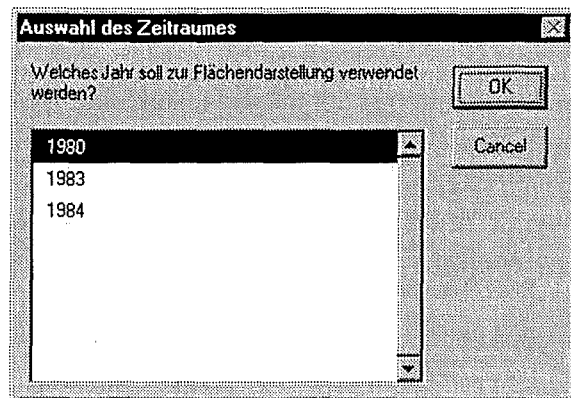 Auswahl des Zeitraumes
Welches Jahr soll zur Flächendarstellung verwendet
werden?
OK
Cancel
1980
1983
1984